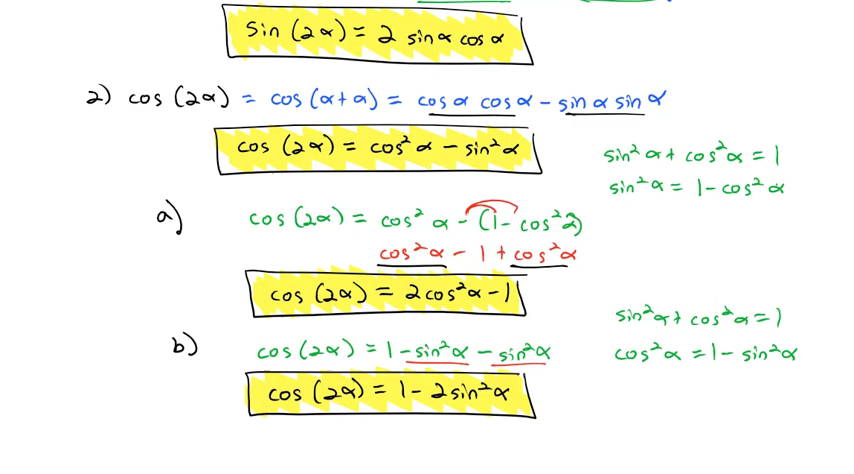 sin (2α) = 2 sinα cosα
2) cos (2α) = cos (α+α) = cosα cosα - sinα sinα
cos (2α) = cos²α - sin²α
sin²α + cos²α = 1
sin²α = 1 - cos²α
a) cos (2α) = cos²α - (1 - cos²α)
cos²α - 1 + cos²α
cos (2α) = 2cos²α - 1
sin²α + cos²α = 1
b) cos (2α) = 1 - sin²α - sin²α
cos²α = 1 - sin²α
cos (2α) = 1 - 2sin²α